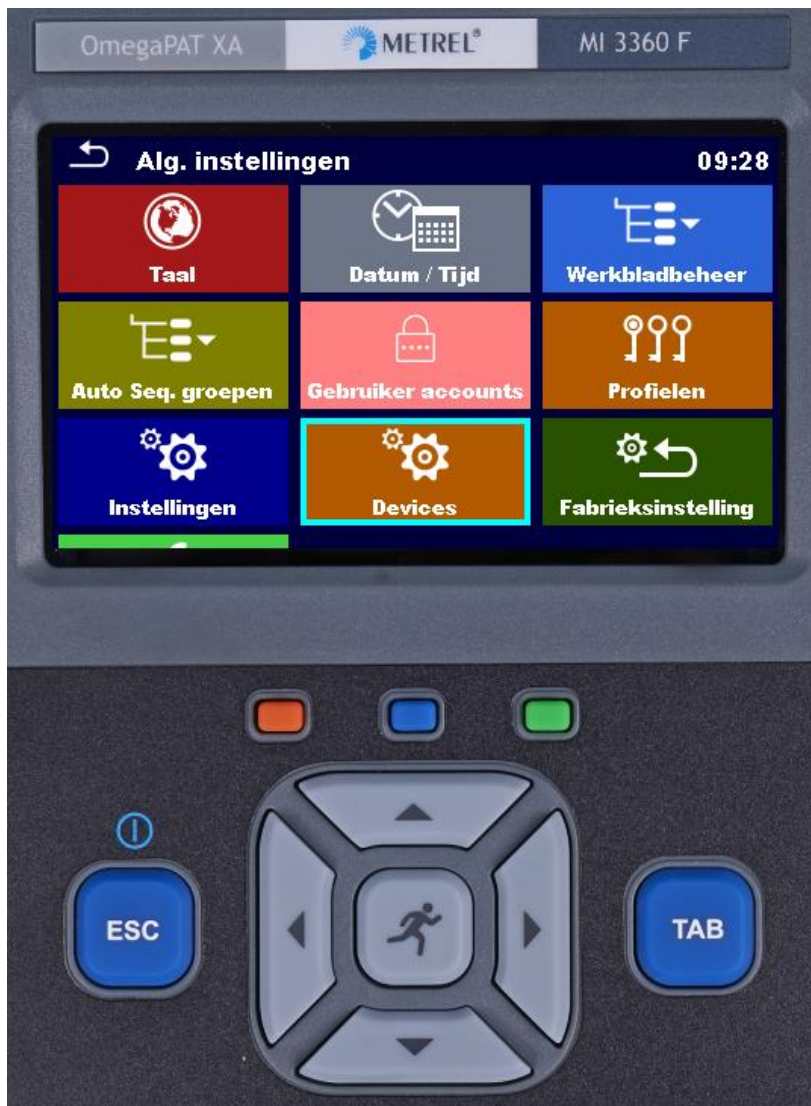 OmegaPAT XA
METREL®
MI 3360 F
Alg. instellingen
09:28
Taal
Datum / Tijd
Werkbladbeheer
Auto Seq. groepen
Gebruiker accounts
Profielen
Instellingen
Devices
Fabrieksinstelling
ESC
TAB